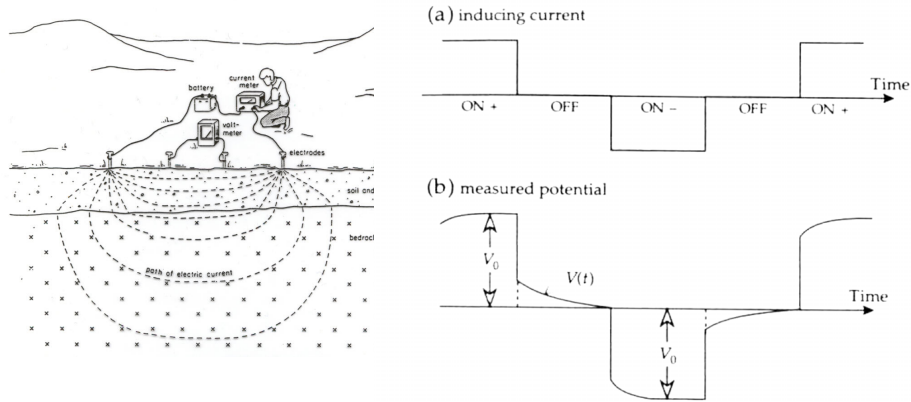 battery
current
meter
volt-
meter
electrodes
soil and
bedrock
path of electric current
(a) inducing current
Time
ON +
OFF
ON –
OFF
ON +
(b) measured potential
V₀
V(t)
Time
V₀